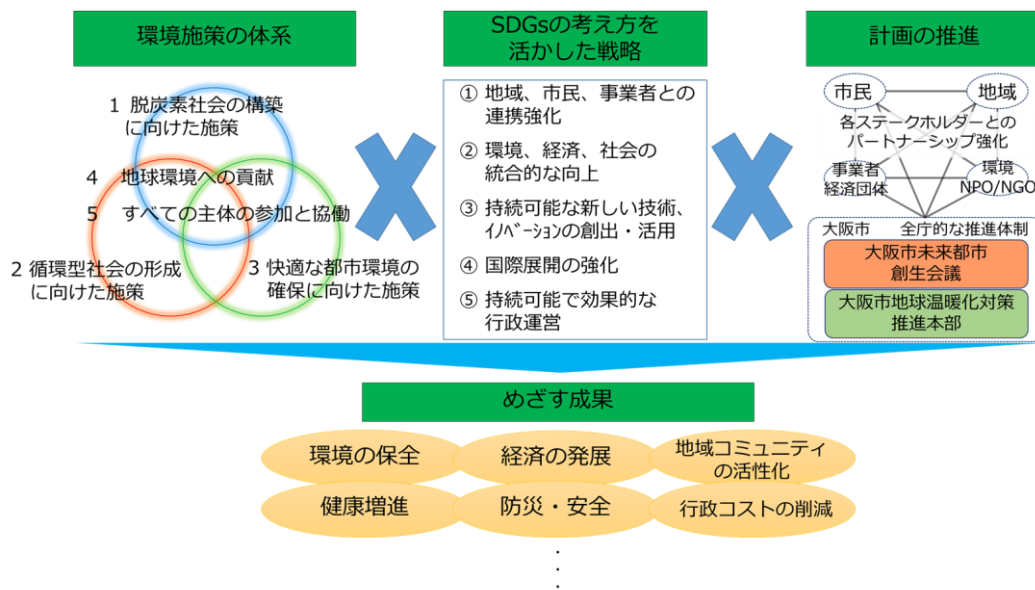 環境施策の体系
1 脱炭素社会の構築
に向けた施策
4 地球環境への貢献
5 すべての主体の参加と協働
2 循環型社会の形成
に向けた施策
3 快適な都市環境の
確保に向けた施策
SDGsの考え方を
活かした戦略
① 地域、市民、事業者との
連携強化
② 環境、経済、社会の
統合的な向上
③ 持続可能な新しい技術、
イノベーションの創出・活用
④ 国際展開の強化
⑤ 持続可能で効果的な
行政運営
計画の推進
市民
地域
各ステークホルダーとの
パートナーシップ強化
事業者
経済団体
環境
NPO/NGO
大阪市 全庁的な推進体制
大阪市未来都市
創生会議
大阪市地球温暖化対策
推進本部
めざす成果
環境の保全
経済の発展
地域コミュニティ
の活性化
健康増進
防災・安全
行政コストの削減
・
・
・